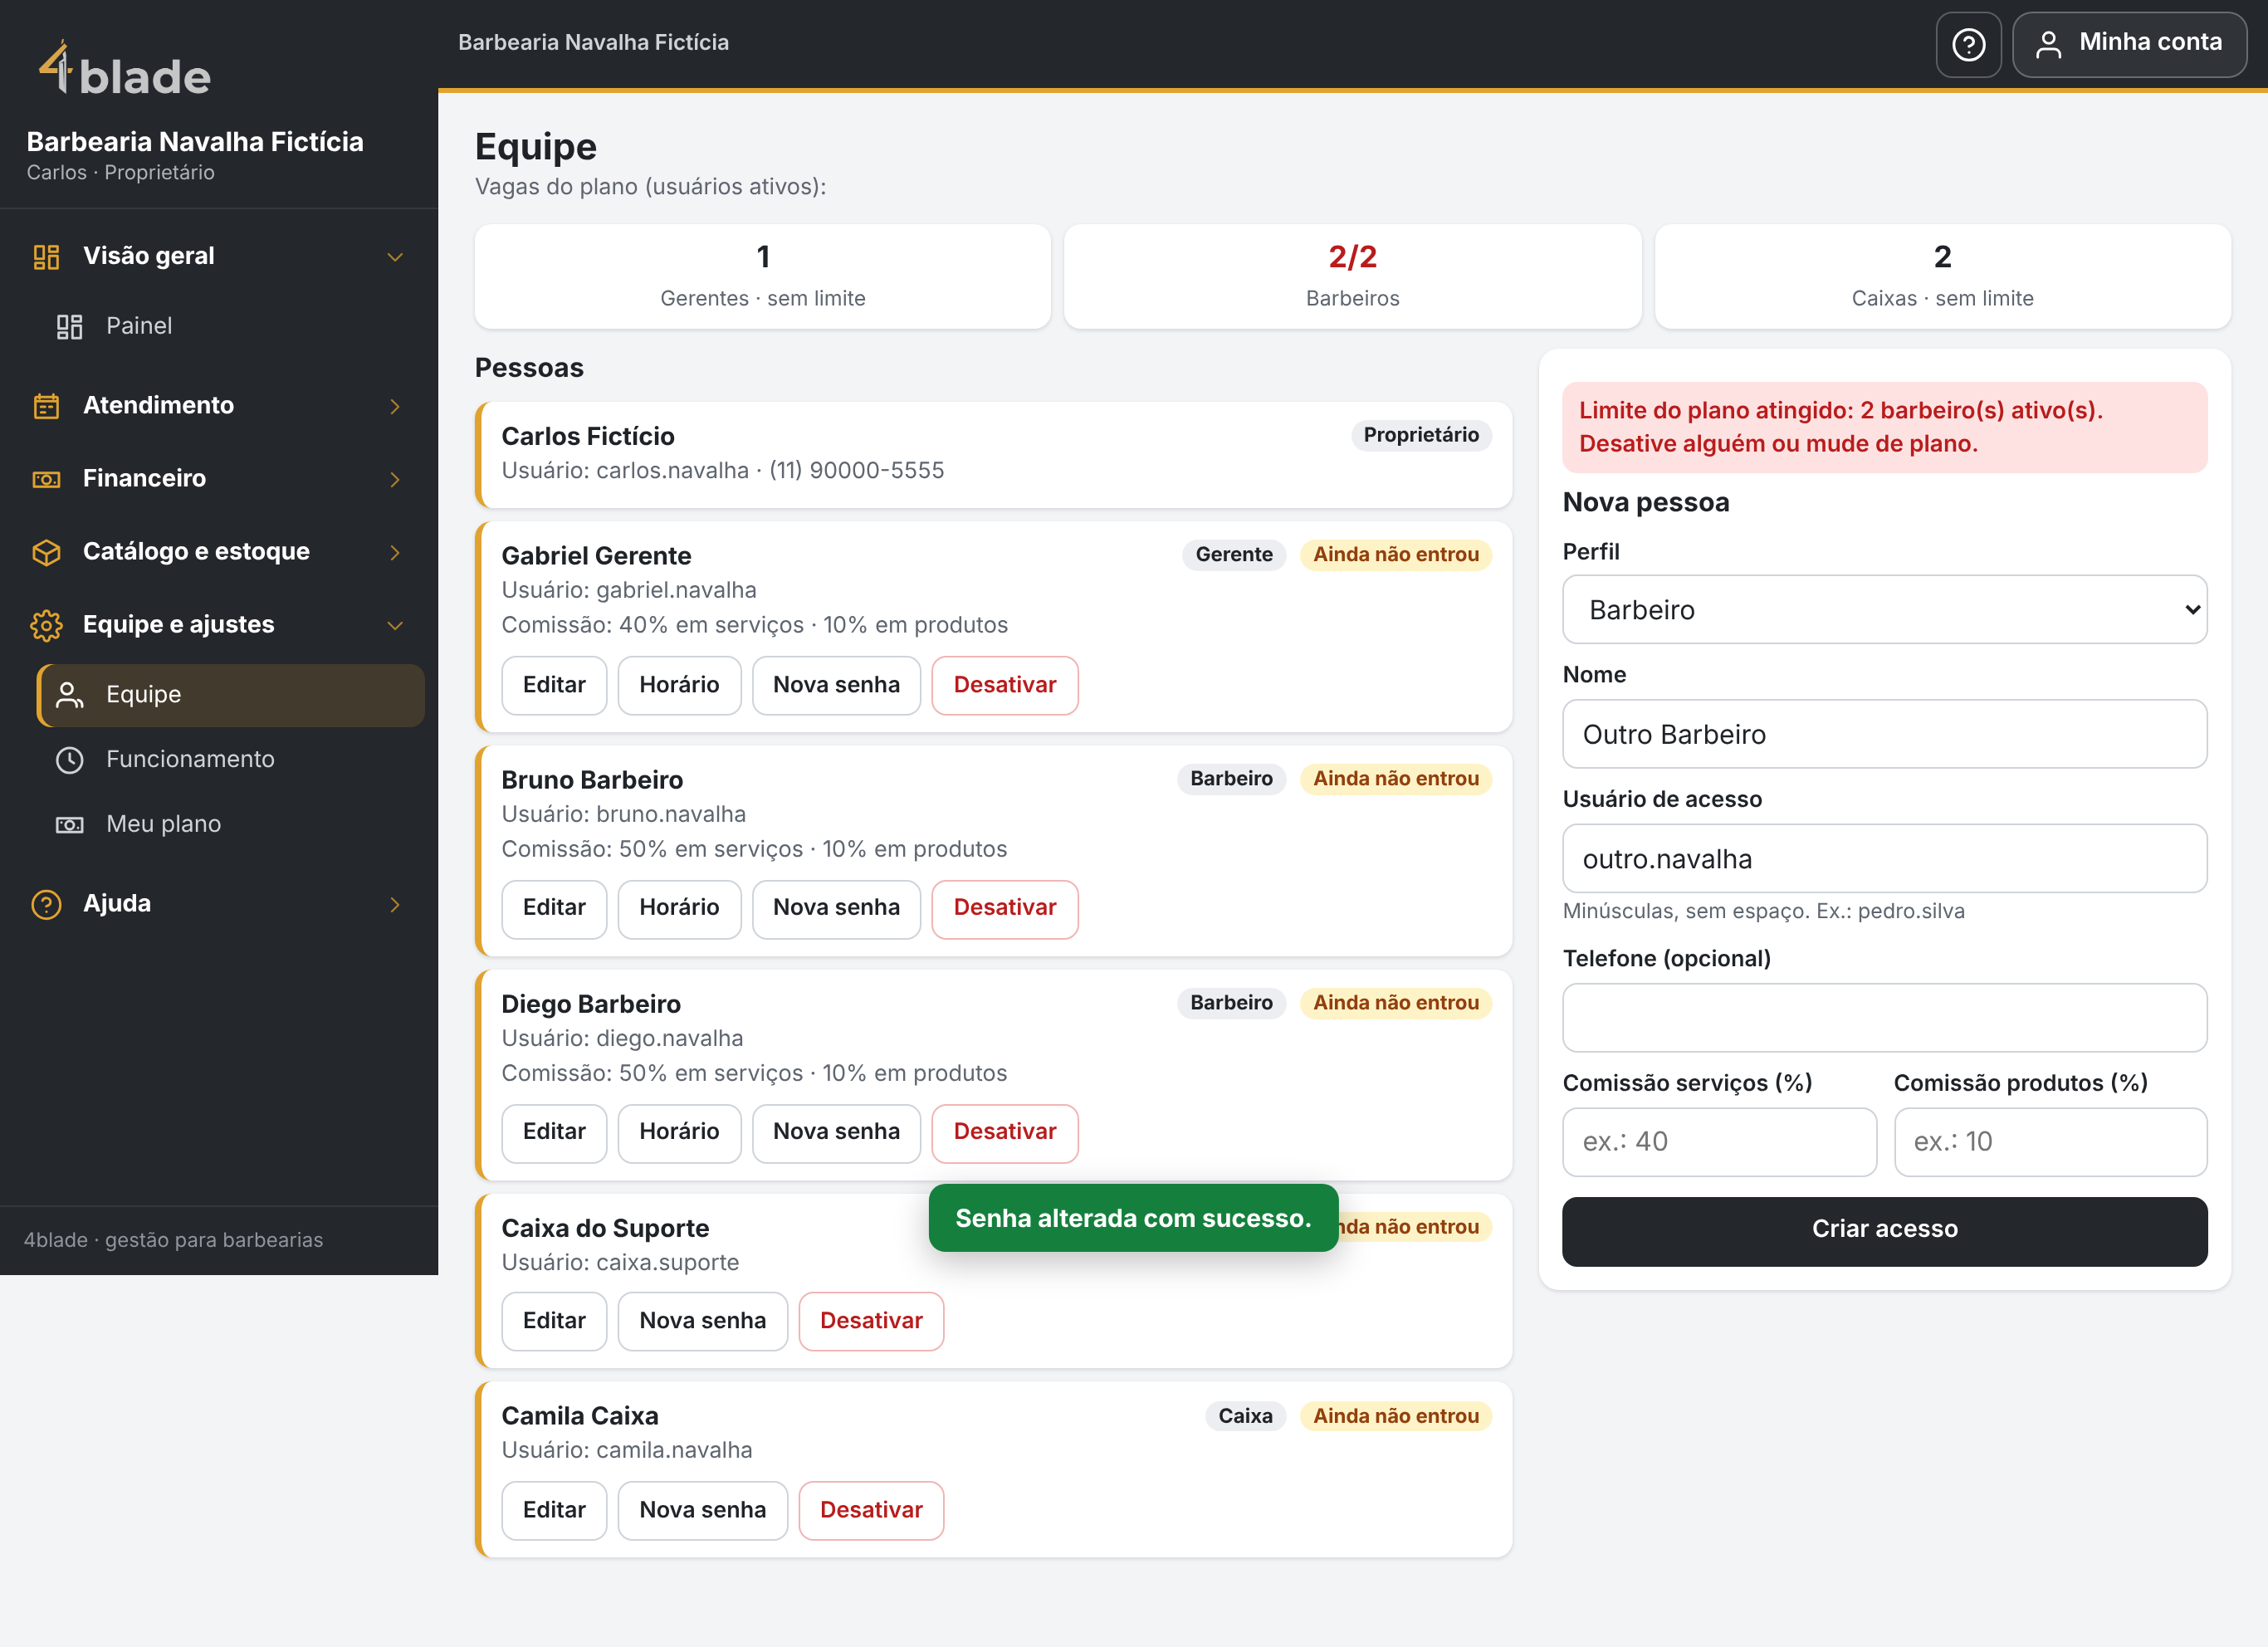 4blade
Barbearia Navalha Fictícia
Carlos · Proprietário
Visão geral
Painel
Atendimento
Financeiro
Catálogo e estoque
Equipe e ajustes
Equipe
Funcionamento
Meu plano
Ajuda
4blade · gestão para barbearias
Barbearia Navalha Fictícia
Minha conta
Equipe
Vagas do plano (usuários ativos):
1
Gerentes · sem limite
2/2
Barbeiros
2
Caixas · sem limite
Pessoas
Carlos Fictício
Proprietário
Usuário: carlos.navalha · (11) 90000-5555
Gabriel Gerente
Gerente
Ainda não entrou
Usuário: gabriel.navalha
Comissão: 40% em serviços · 10% em produtos
Editar
Horário
Nova senha
Desativar
Bruno Barbeiro
Barbeiro
Ainda não entrou
Usuário: bruno.navalha
Comissão: 50% em serviços · 10% em produtos
Editar
Horário
Nova senha
Desativar
Diego Barbeiro
Barbeiro
Ainda não entrou
Usuário: diego.navalha
Comissão: 50% em serviços · 10% em produtos
Editar
Horário
Nova senha
Desativar
Caixa do Suporte
não entrou
Usuário: caixa.suporte
Editar
Nova senha
Desativar
Senha alterada com sucesso.
Camila Caixa
Caixa
Ainda não entrou
Usuário: camila.navalha
Editar
Nova senha
Desativar
Limite do plano atingido: 2 barbeiro(s) ativo(s).
Desative alguém ou mude de plano.
Nova pessoa
Perfil
Barbeiro
Nome
Outro Barbeiro
Usuário de acesso
outro.navalha
Minúsculas, sem espaço. Ex.: pedro.silva
Telefone (opcional)
Comissão serviços (%)
Comissão produtos (%)
ex.: 40
ex.: 10
Criar acesso